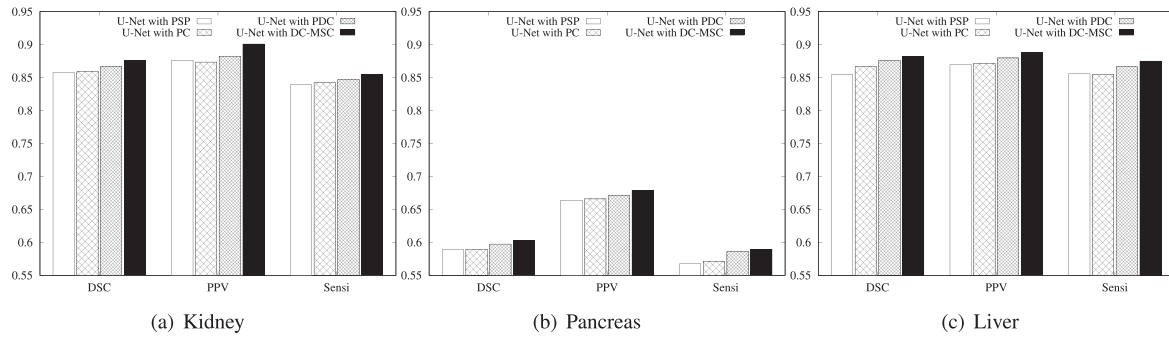 0.95
0.9
0.85
0.8
0.75
0.7
0.65
0.6
0.55
U-Net with PSP
U-Net with PC
U-Net with PDC
U-Net with DC-MSC
DSC PPV Sensi
(a) Kidney
0.95
0.9
0.85
0.8
0.75
0.7
0.65
0.6
0.55
U-Net with PSP
U-Net with PC
U-Net with PDC
U-Net with DC-MSC
DSC PPV Sensi
(b) Pancreas
0.95
0.9
0.85
0.8
0.75
0.7
0.65
0.6
0.55
U-Net with PSP
U-Net with PC
U-Net with PDC
U-Net with DC-MSC
DSC PPV Sensi
(c) Liver